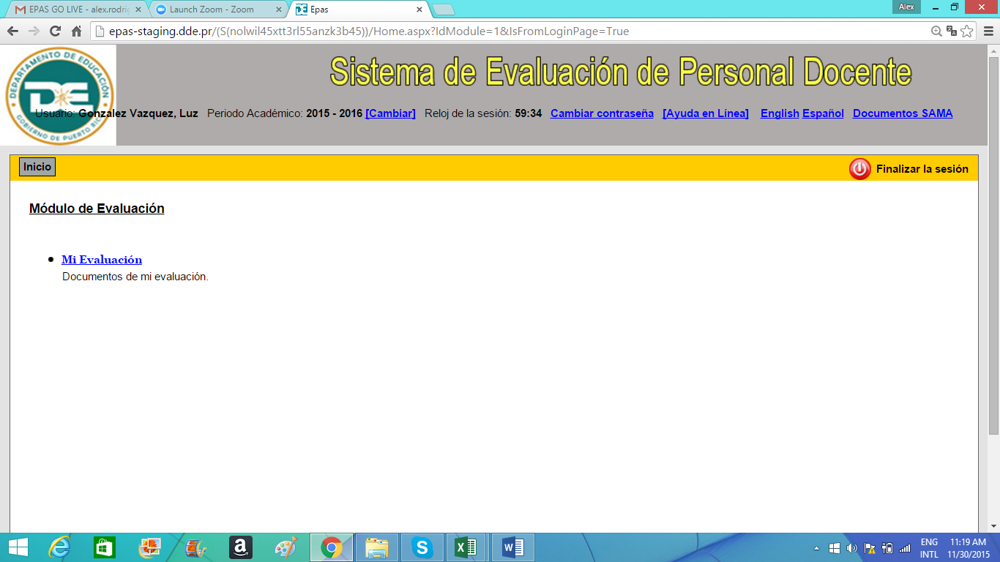 EPAS GO LIVE - alex.rodrig
Launch Zoom - Zoom
Epas
Alex
epas-staging.dde.pr/(S(nolwil45xtt3rl55anzk3b45))/Home.aspx?IdModule=1&IsFromLoginPage=True
DEPARTAMENTO DE EDUCACIÓN
DE
GOBIERNO DE PUERTO RICO
Sistema de Evaluación de Personal Docente
Usuario: Gonzalez Vazquez, Luz Periodo Académico: 2015 - 2016 [Cambiar] Reloj de la sesión: 59:34 Cambiar contraseña [Ayuda en Línea] English Español Documentos SAMA
Inicio
Finalizar la sesión
Módulo de Evaluación
Mi Evaluación
Documentos de mi evaluación.
ENG 11:19 AM
INTL 11/30/2015